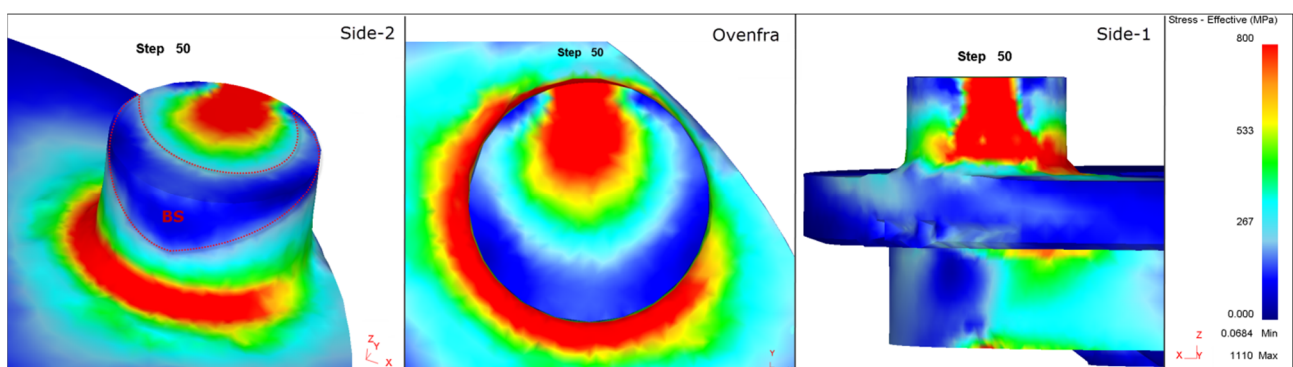 Side-2
Step 50
BS
Z
Y
X
Ovenfra
Step 50
Y
Side-1
Step 50
Stress - Effective (MPa)
800
533
267
0.000
0.0684 Min
1110 Max
Z
X
Y